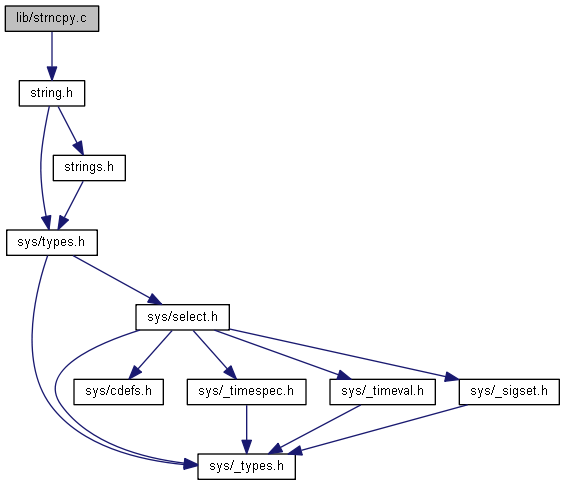 lib/strncpy.c
string.h
strings.h
sys/types.h
sys/select.h
sys/cdefs.h
sys/_timespec.h
sys/_timeval.h
sys/_sigset.h
sys/_types.h